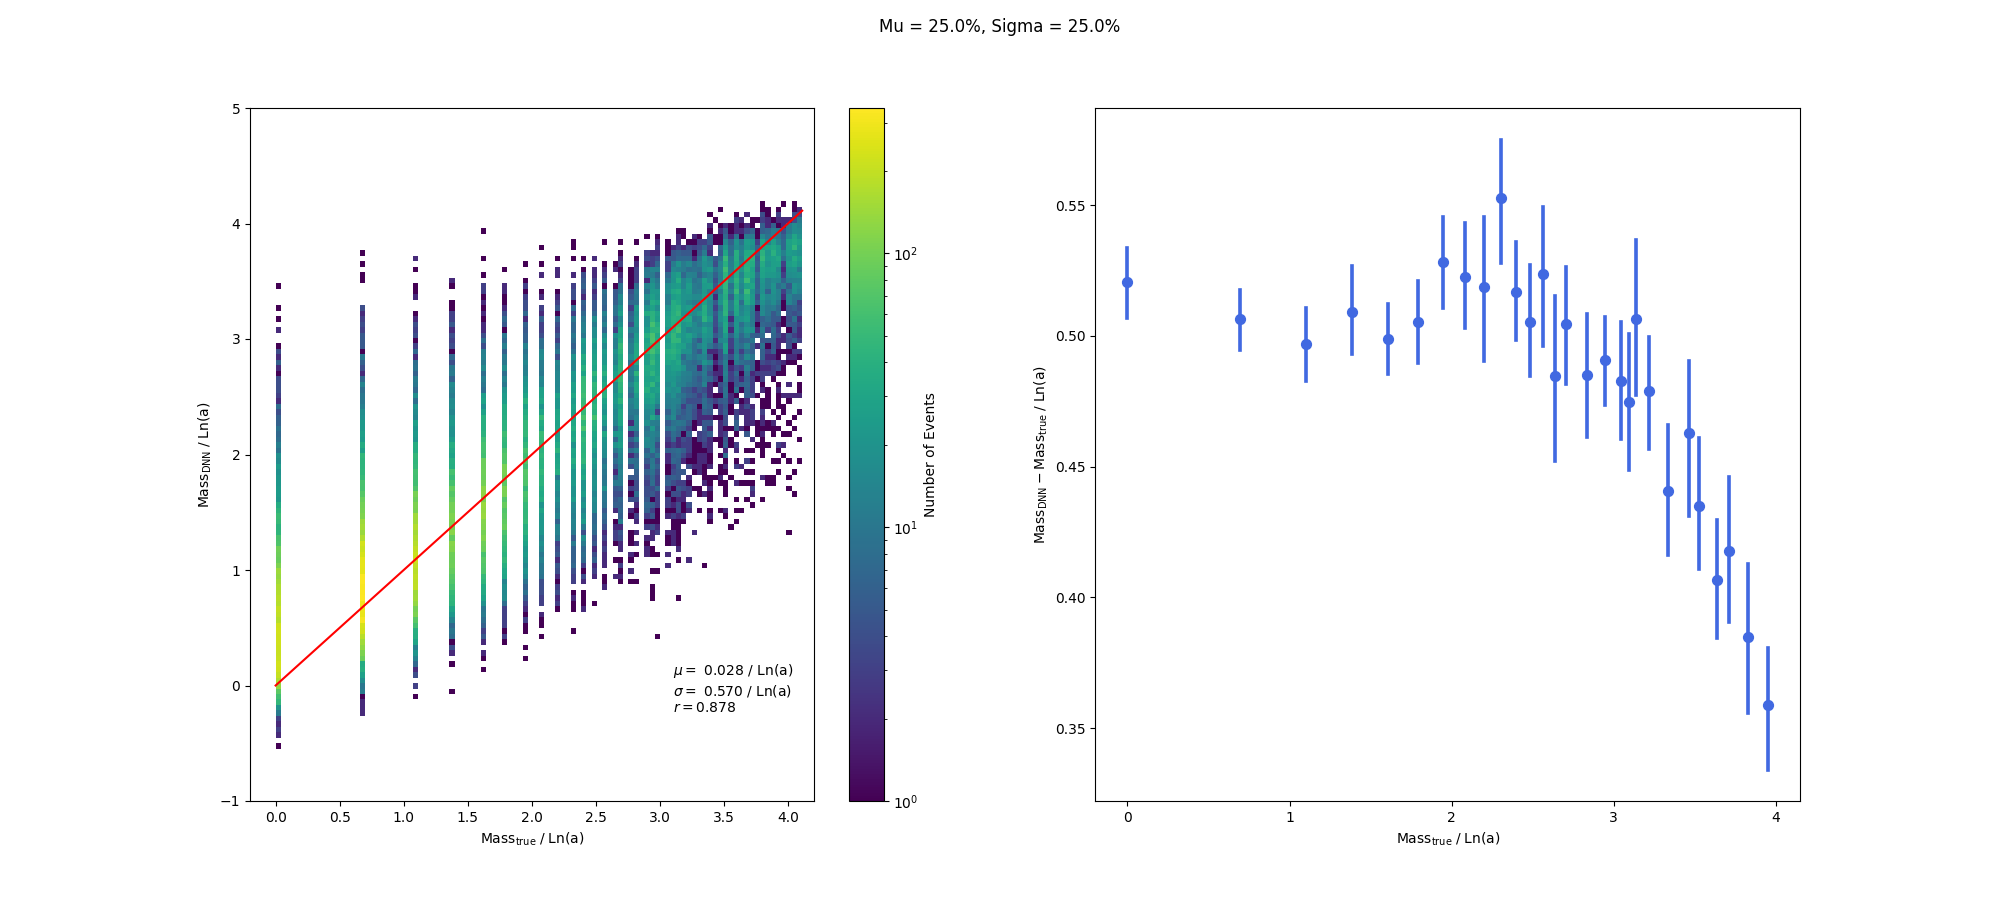 Mu = 25.0%, Sigma = 25.0%
Mass_DNN / Ln(a)
5
4
3
2
1
0
−1
0.0 0.5 1.0 1.5 2.0 2.5 3.0 3.5 4.0
Mass_true / Ln(a)
μ = 0.028 / Ln(a)
σ = 0.570 / Ln(a)
r = 0.878
10^2
10^1
10^0
Number of Events
Mass_DNN − Mass_true / Ln(a)
0.55
0.50
0.45
0.40
0.35
0 1 2 3 4
Mass_true / Ln(a)